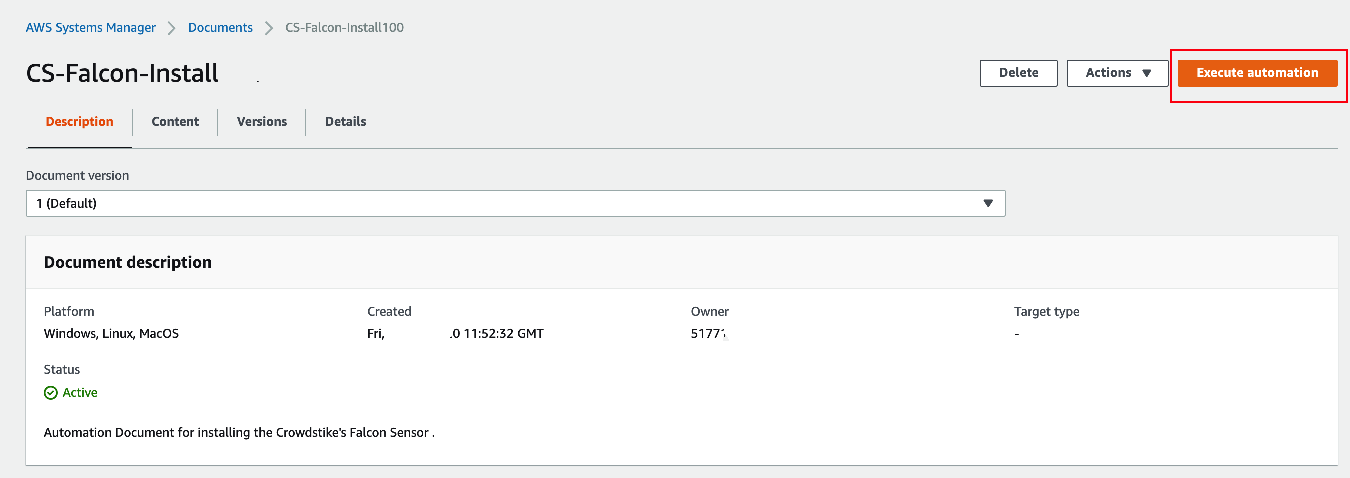 AWS Systems Manager > Documents > CS-Falcon-Install100
CS-Falcon-Install
Delete Actions Execute automation
Description Content Versions Details
Document version
1 (Default)
Document description
Platform Created Owner Target type
Windows, Linux, MacOS Fri, .0 11:52:32 GMT 5177 -
Status
Active
Automation Document for installing the Crowdstike's Falcon Sensor .